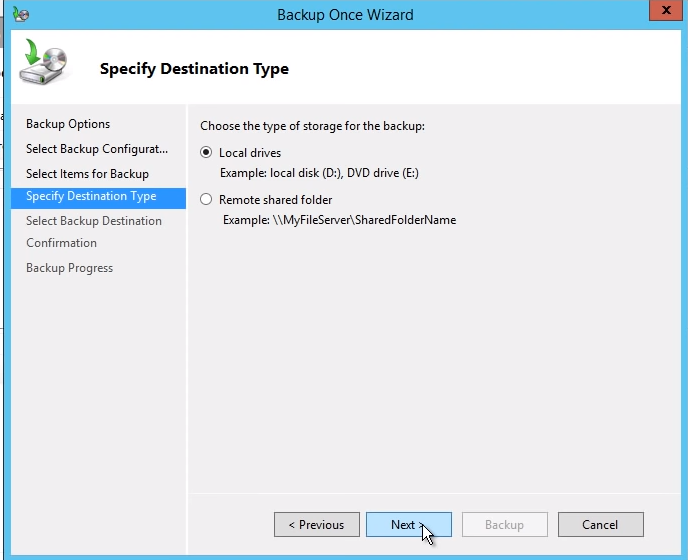 Backup Once Wizard
x
Specify Destination Type
Backup Options
Select Backup Configurat...
Select Items for Backup
Specify Destination Type
Select Backup Destination
Confirmation
Backup Progress
Choose the type of storage for the backup:
Local drives
Example: local disk (D:), DVD drive (E:)
Remote shared folder
Example: \\MyFileServer\SharedFolderName
< Previous
Next >
Backup
Cancel